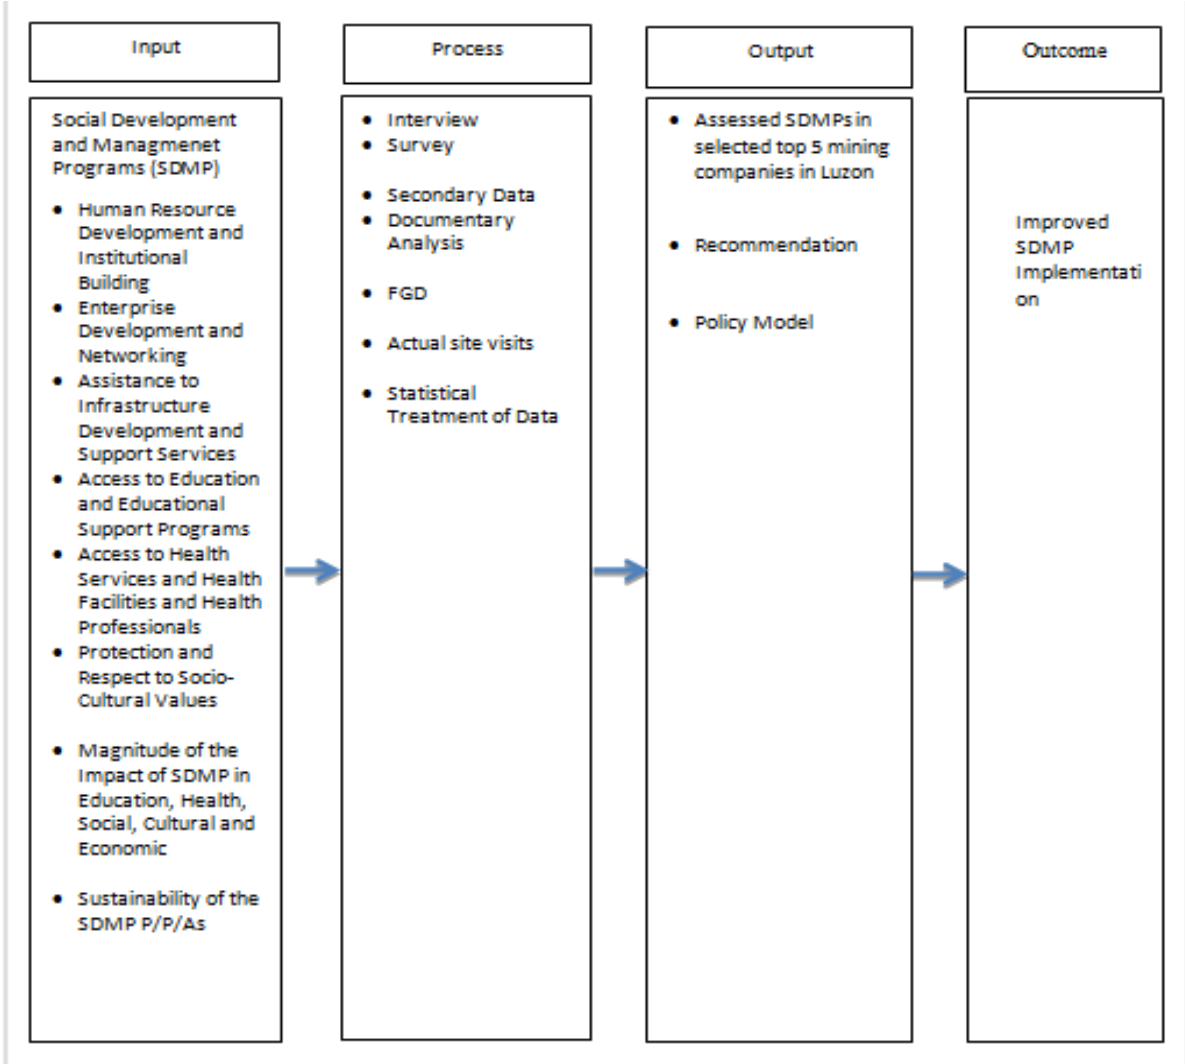 Input
Process
Output
Outcome
Social Development
and Managmenet
Programs (SDMP)
• Human Resource
Development and
Institutional
Building
• Enterprise
Development and
Networking
• Assistance to
Infrastructure
Development and
Support Services
• Access to Education
and Educational
Support Programs
• Access to Health
Services and Health
Facilities and Health
Professionals
• Protection and
Respect to Socio-
Cultural Values
• Magnitude of the
Impact of SDMP in
Education, Health,
Social, Cultural and
Economic
• Sustainability of the
SDMP P/P/As
• Interview
• Survey
• Secondary Data
• Documentary
Analysis
• FGD
• Actual site visits
• Statistical
Treatment of Data
• Assessed SDMPs in
selected top 5 mining
companies in Luzon
• Recommendation
• Policy Model
Improved
SDMP
Implementati
on